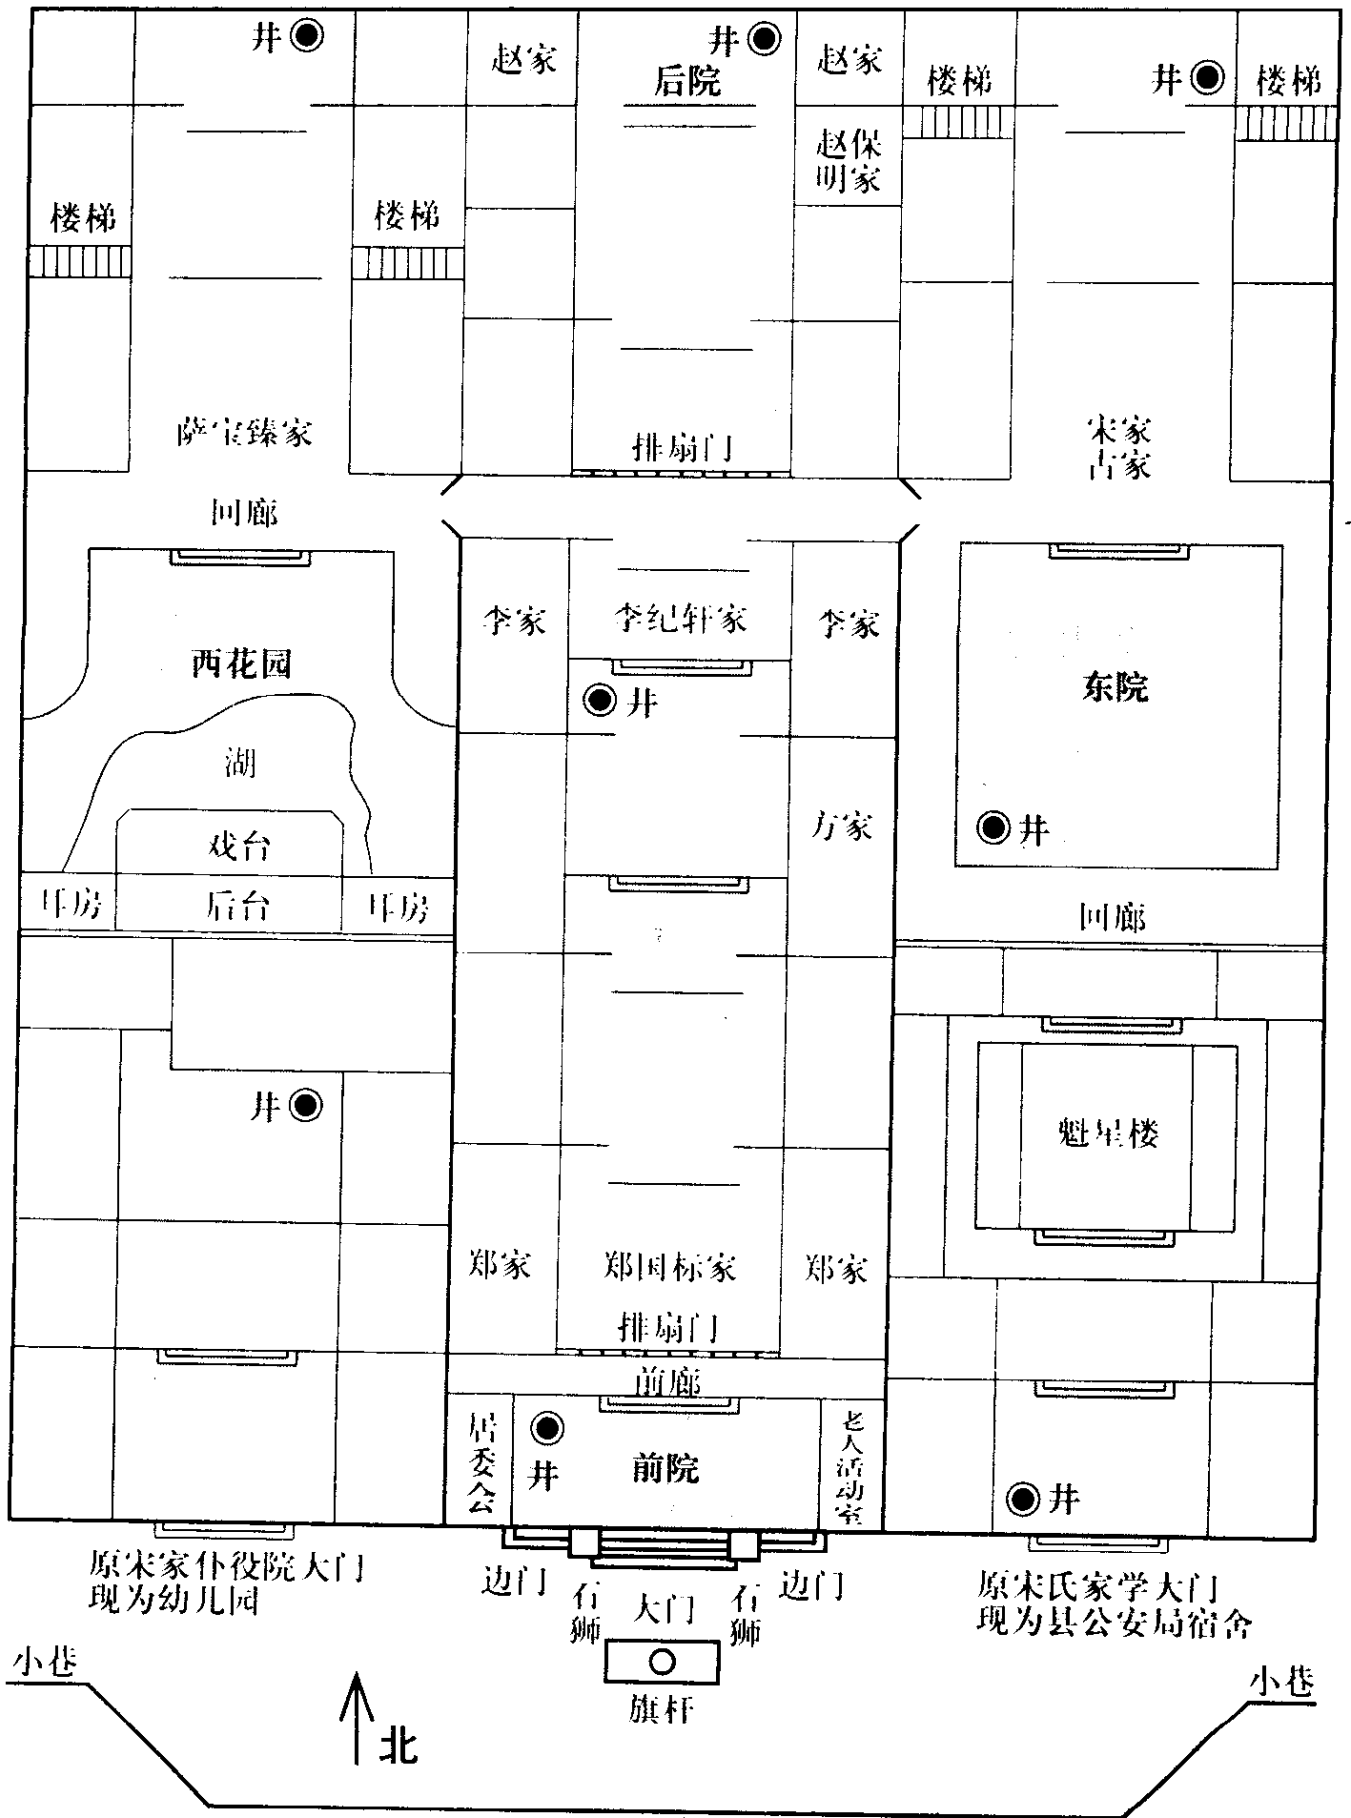 井
赵家
井
后院
赵家
楼梯
井
楼梯
赵保
明家
楼梯
楼梯
萨宝臻家
排扇门
宋家
古家
回廊
李家
李纪轩家
李家
西花园
井
东院
湖
方家
戏台
井
耳房
后台
耳房
回廊
井
魁星楼
郑家
郑国标家
郑家
排扇门
前廊
居委会
井
前院
老人活动室
井
原宋家仆役院大门
现为幼儿园
边门
石狮
大门
石狮
边门
原宋氏家学大门
现为县公安局宿舍
旗杆
小巷
小巷
北